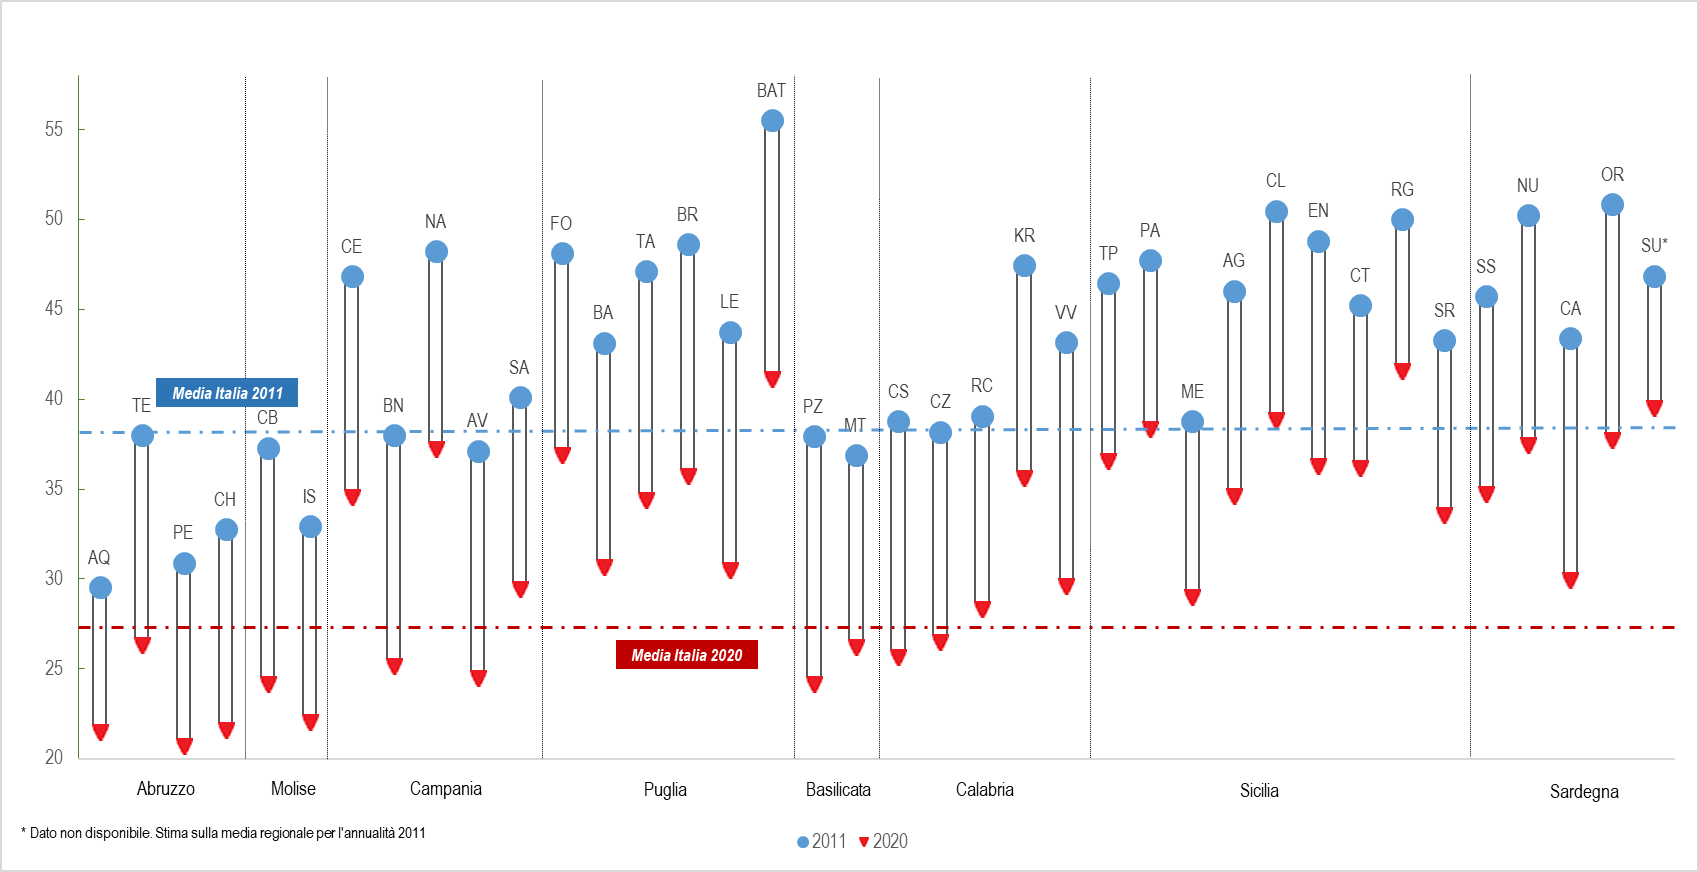 BAT
55
CL
OR
NU
RG
50
BR
EN
NA
FO
PA
KR
TA
CE
SU*
TP
AG
SS
CT
45
LE
BA
VV
SR
CA
SA
40
Media Italia 2011
RC
ME
CS
CZ
TE
BN
PZ
CB
AV
MT
35
CH
IS
PE
AQ
30
Media Italia 2020
25
20
Abruzzo
Molise
Campania
Puglia
Basilicata
Calabria
Sicilia
Sardegna
* Dato non disponibile. Stima sulla media regionale per l'annualità 2011
2011
2020